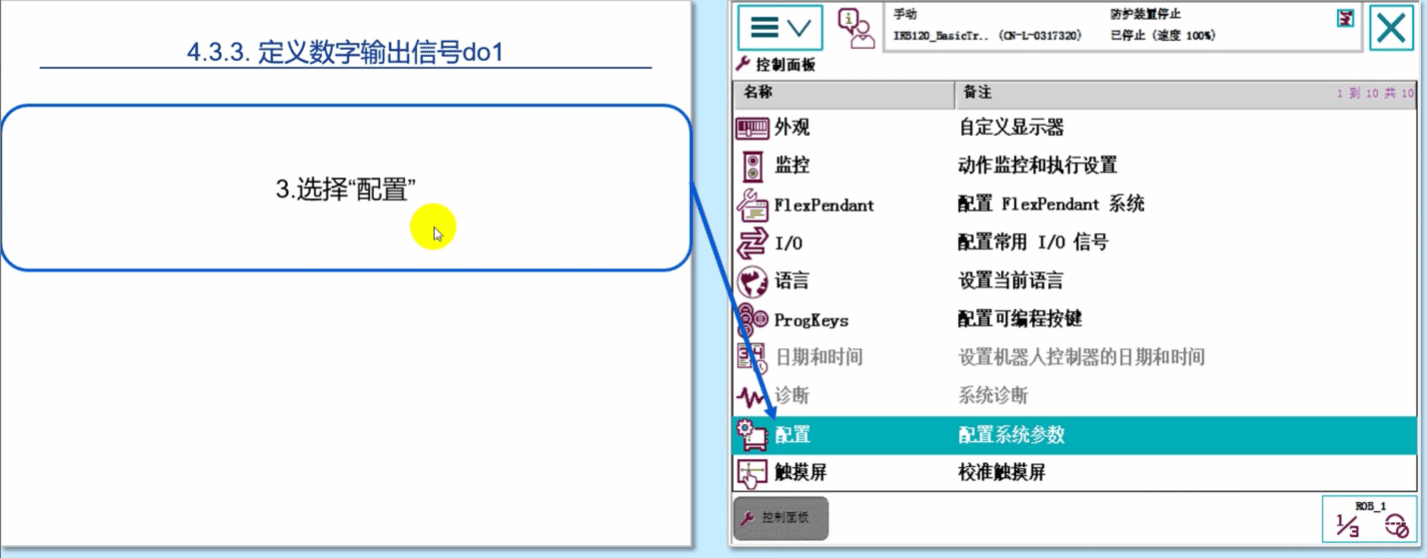 4.3.3. 定义数字输出信号do1
3.选择“配置”
手动
防护装置停止
IRB120_BasicTr.. (CN-L-0317320)
已停止 (速度 100%)
控制面板
名称
备注
1 到 10 共 10
外观
自定义显示器
监控
动作监控和执行设置
FlexPendant
配置 FlexPendant 系统
I/O
配置常用 I/O 信号
语言
设置当前语言
ProgKeys
配置可编程按键
日期和时间
设置机器人控制器的日期和时间
诊断
系统诊断
配置
配置系统参数
触摸屏
校准触摸屏
控制面板
ROB_1
1/3